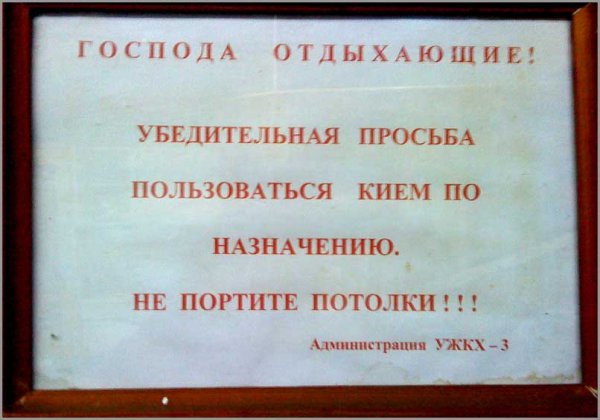 ГОСПОДА ОТДЫХАЮЩИЕ!
УБЕДИТЕЛЬНАЯ ПРОСЬБА
ПОЛЬЗОВАТЬСЯ КИЕМ ПО
НАЗНАЧЕНИЮ.
НЕ ПОРТИТЕ ПОТОЛКИ!!!
Администрация УЖКХ – 3